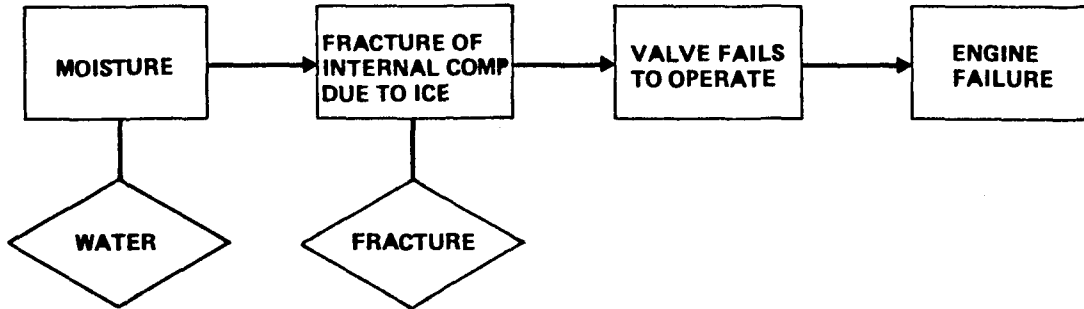 MOISTURE
FRACTURE OF
INTERNAL COMP
DUE TO ICE
VALVE FAILS
TO OPERATE
ENGINE
FAILURE
WATER
FRACTURE